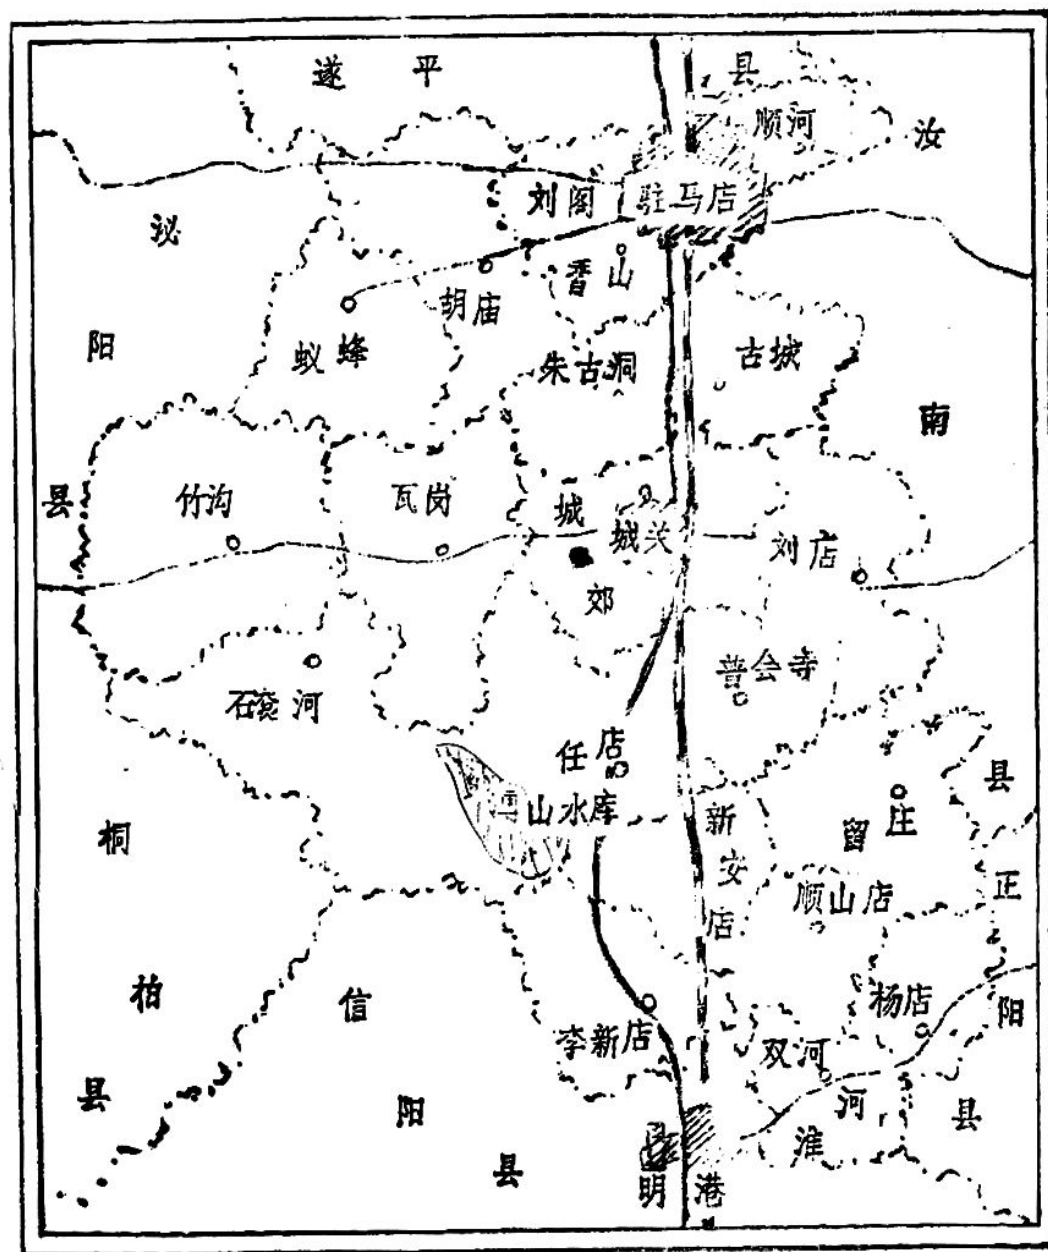 遂平县
顺河
汝南县
刘阁
驻马店
泌阳县
香山
胡庙
蚁蜂
朱古洞
古城
竹沟
瓦岗
城郊
城关
刘店
普会寺
石滚河
任店
山水库
新安店
留庄
顺山店
桐柏县
信阳县
正阳县
杨店
李新店
双河
淮河
明港